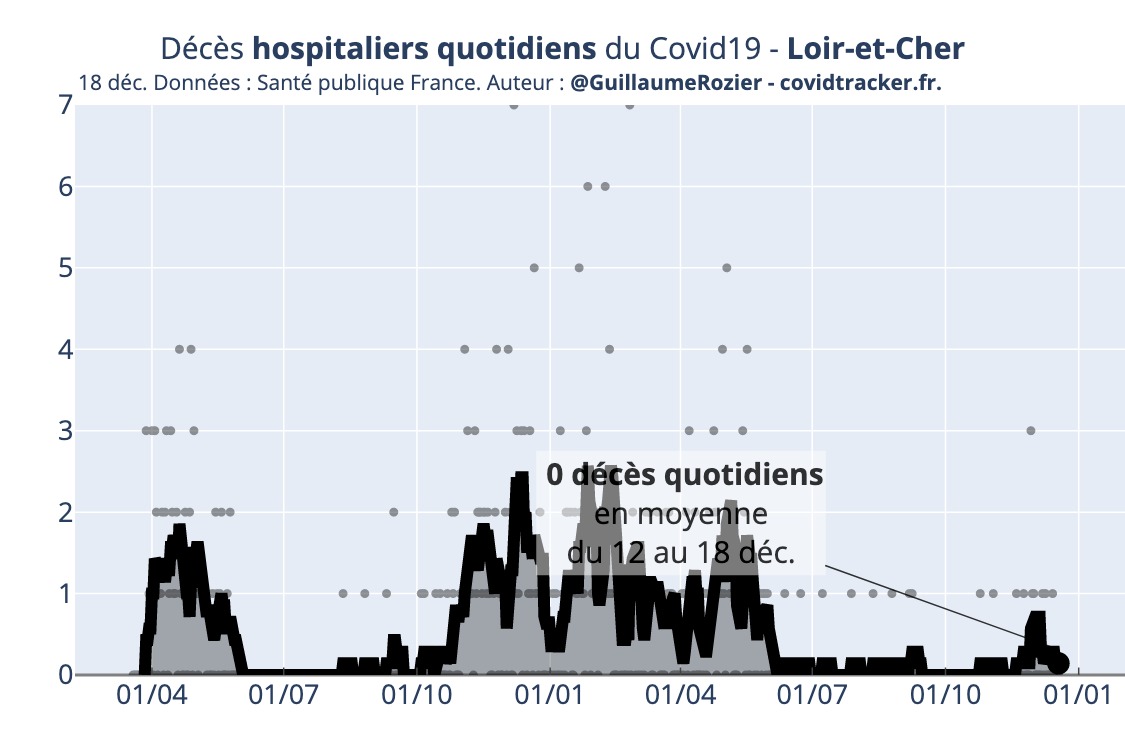 Décès hospitaliers quotidiens du Covid19 - Loir-et-Cher
18 déc. Données : Santé publique France. Auteur : @GuillaumeRozier - covidtracker.fr.
7
6
5
4
3
2
1
0
0 décès quotidiens
en moyenne
du 12 au 18 déc.
01/04 01/07 01/10 01/01 01/04 01/07 01/10 01/01